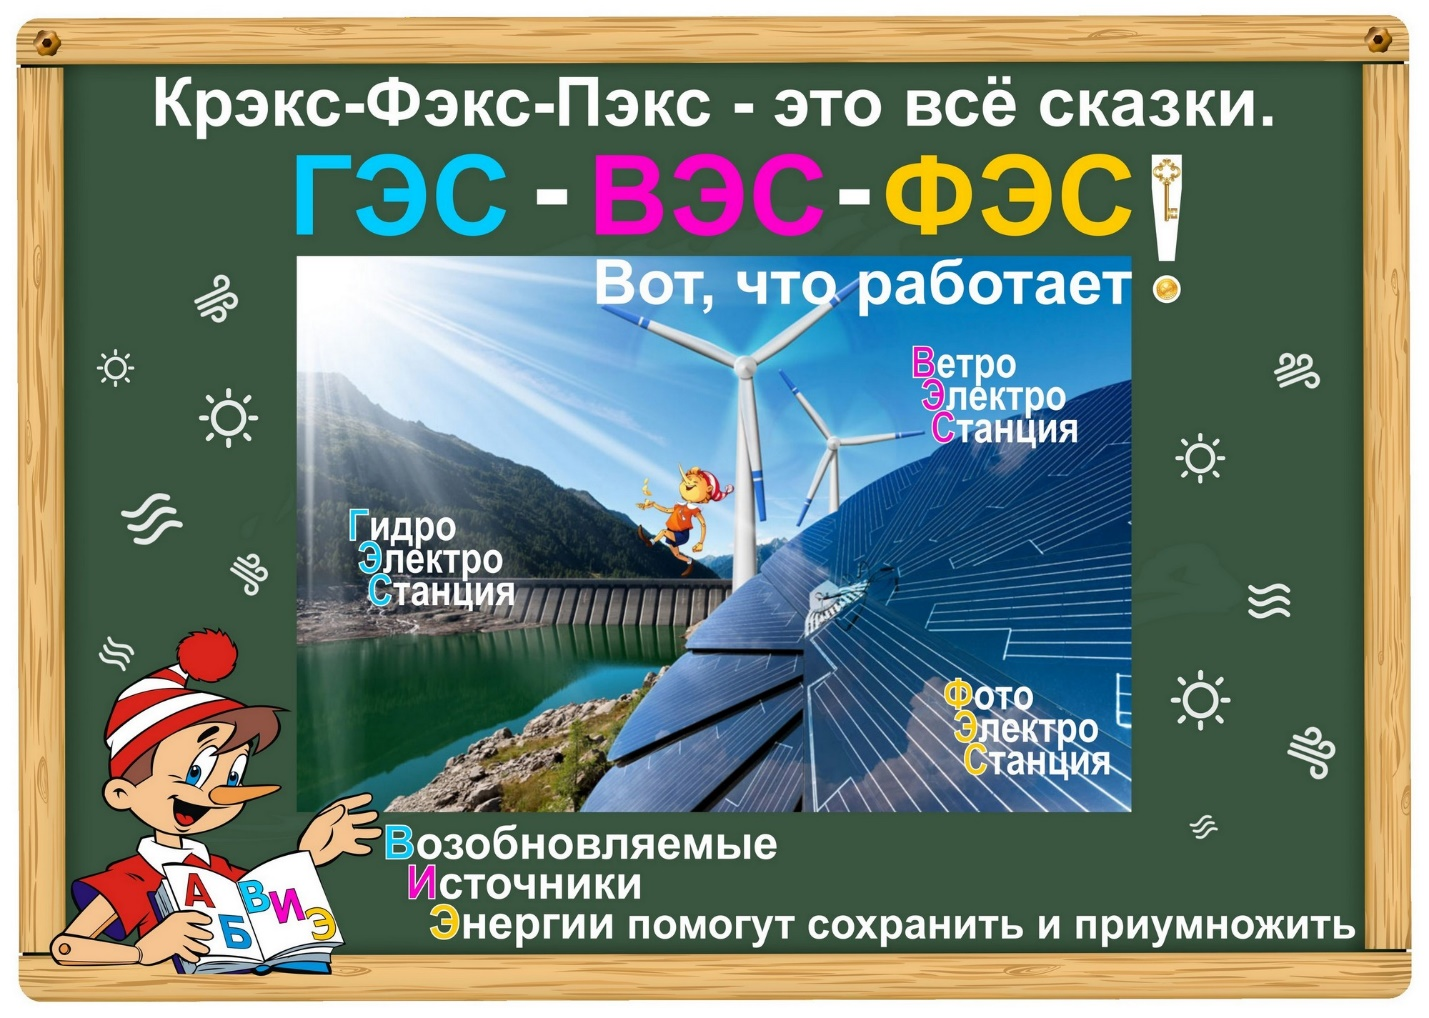 Крэкс-Фэкс-Пэкс - это всё сказки.
ГЭС - ВЭС-ФЭС!
Вот, что работает
Ветро
Электро
Станция
Гидро
Электро
Станция
Фото
Электро
Станция
Возобновляемые
Источники
Энергии помогут сохранить и приумножить
А
Б
ВИЭ